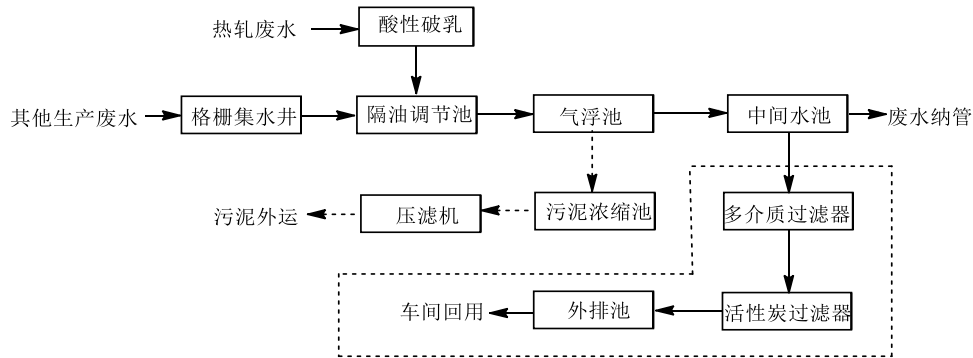 热轧废水
酸性破乳
其他生产废水
格栅集水井
隔油调节池
气浮池
中间水池
废水纳管
污泥外运
压滤机
污泥浓缩池
多介质过滤器
车间回用
外排池
活性炭过滤器